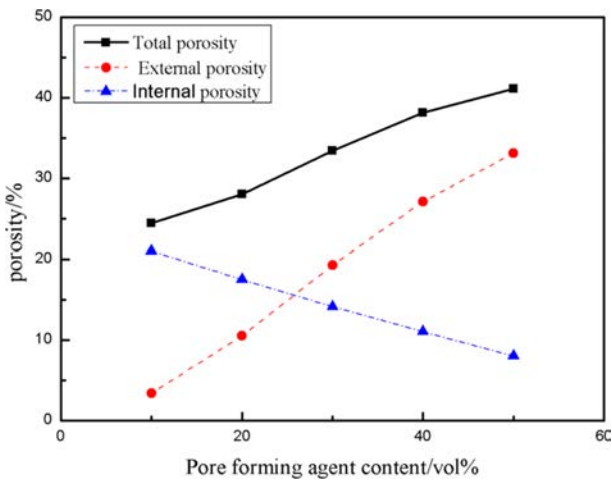 50
40
30
20
10
0
porosity/%
Total porosity
External porosity
Internal porosity
0 20 40 60
Pore forming agent content/vol%